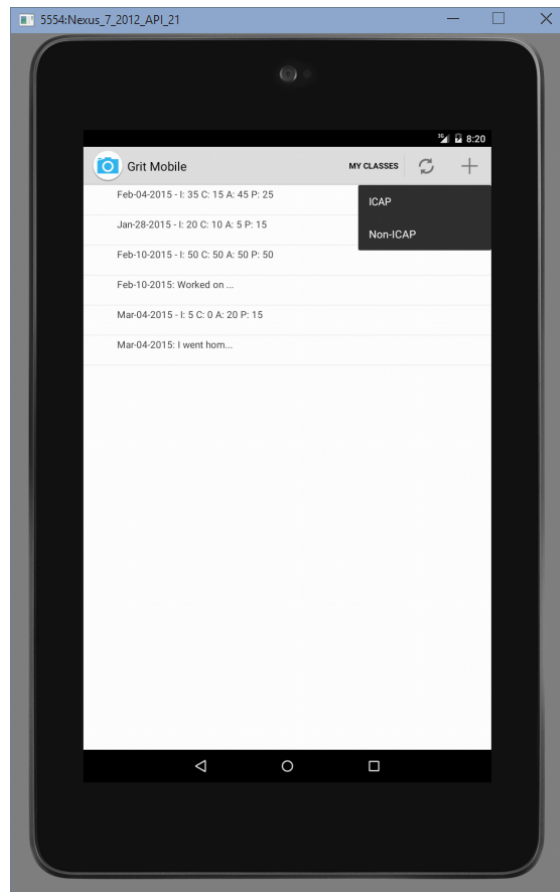 5554:Nexus_7_2012_API_21
3G 8:20
Grit Mobile MY CLASSES
Feb-04-2015 - I: 35 C: 15 A: 45 P: 25
ICAP
Jan-28-2015 - I: 20 C: 10 A: 5 P: 15
Non-ICAP
Feb-10-2015 - I: 50 C: 50 A: 50 P: 50
Feb-10-2015: Worked on ...
Mar-04-2015 - I: 5 C: 0 A: 20 P: 15
Mar-04-2015: I went hom...